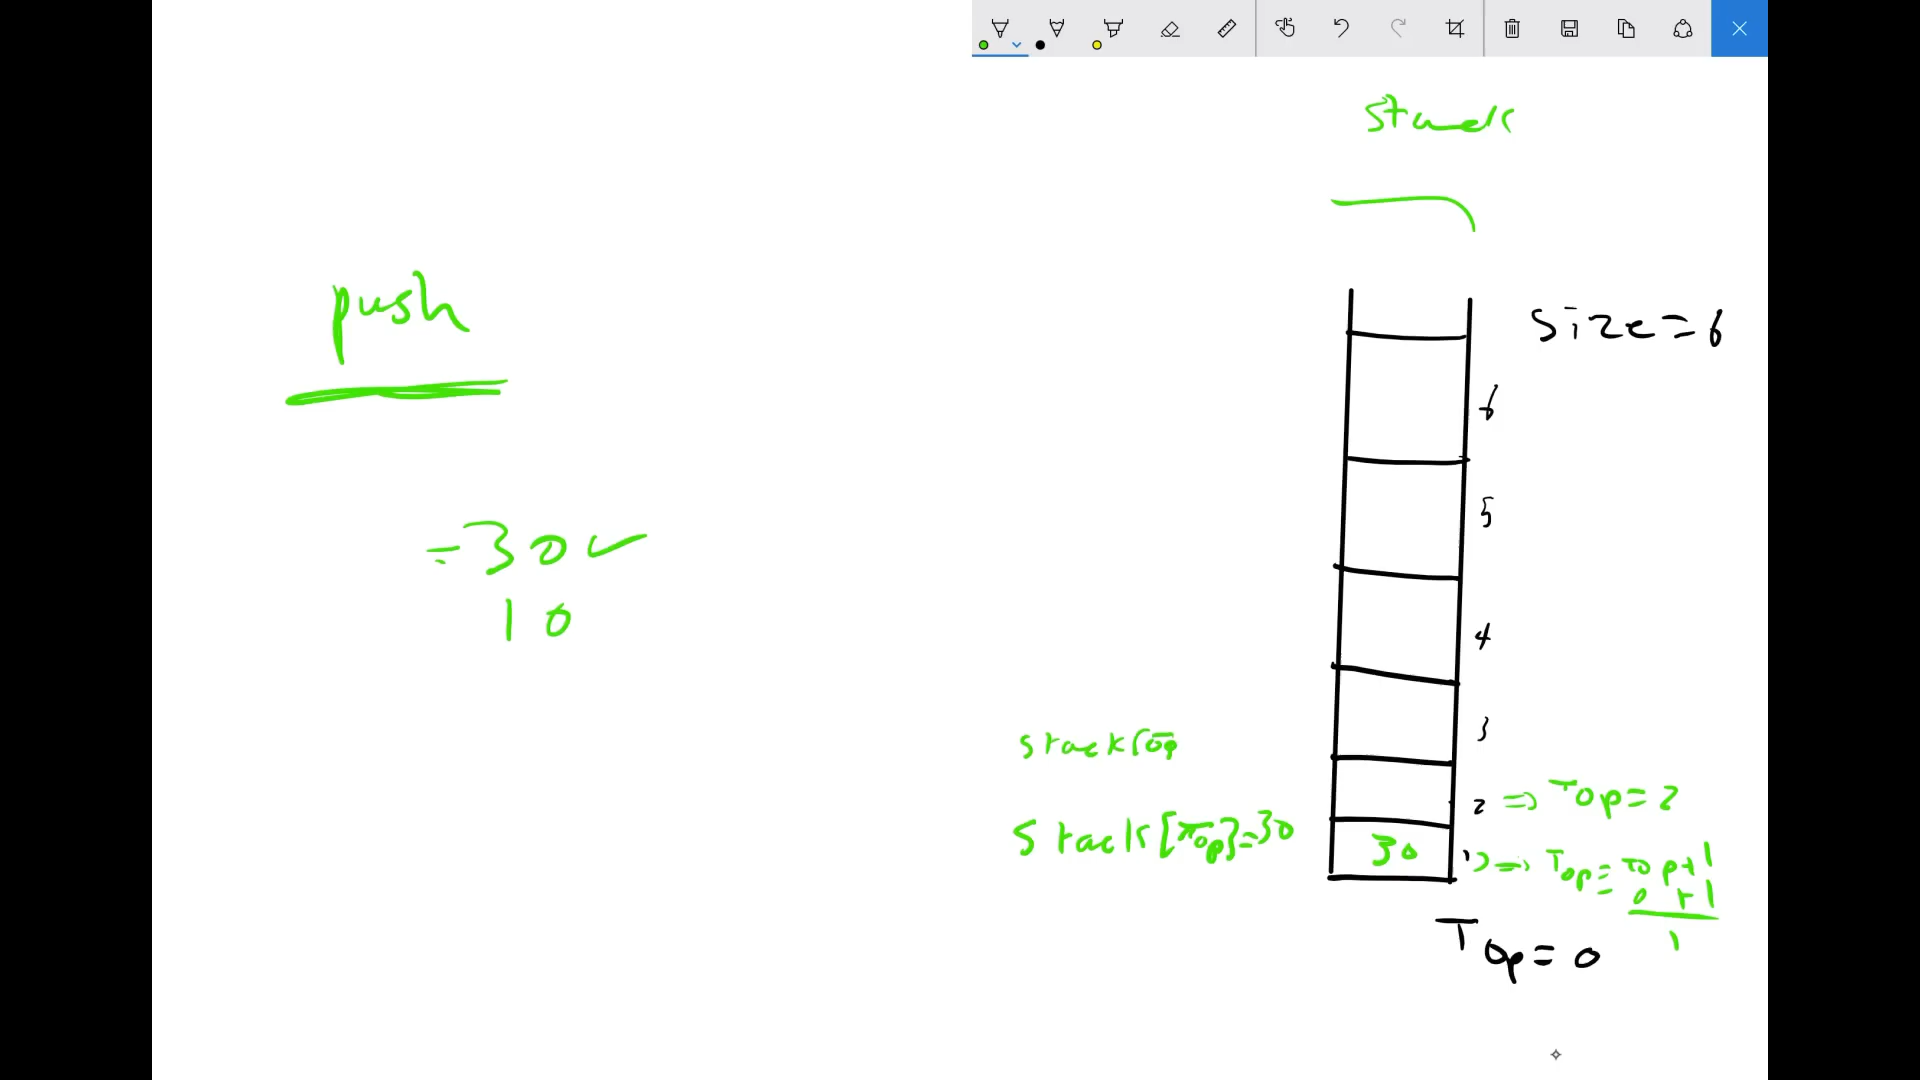 stack
push
size=6
6
5
=30✓
10
4
3
stack[Top
2 => Top=2
stack[Top]=30
30
1 => Top=Top+1
0+1
1
Top=0